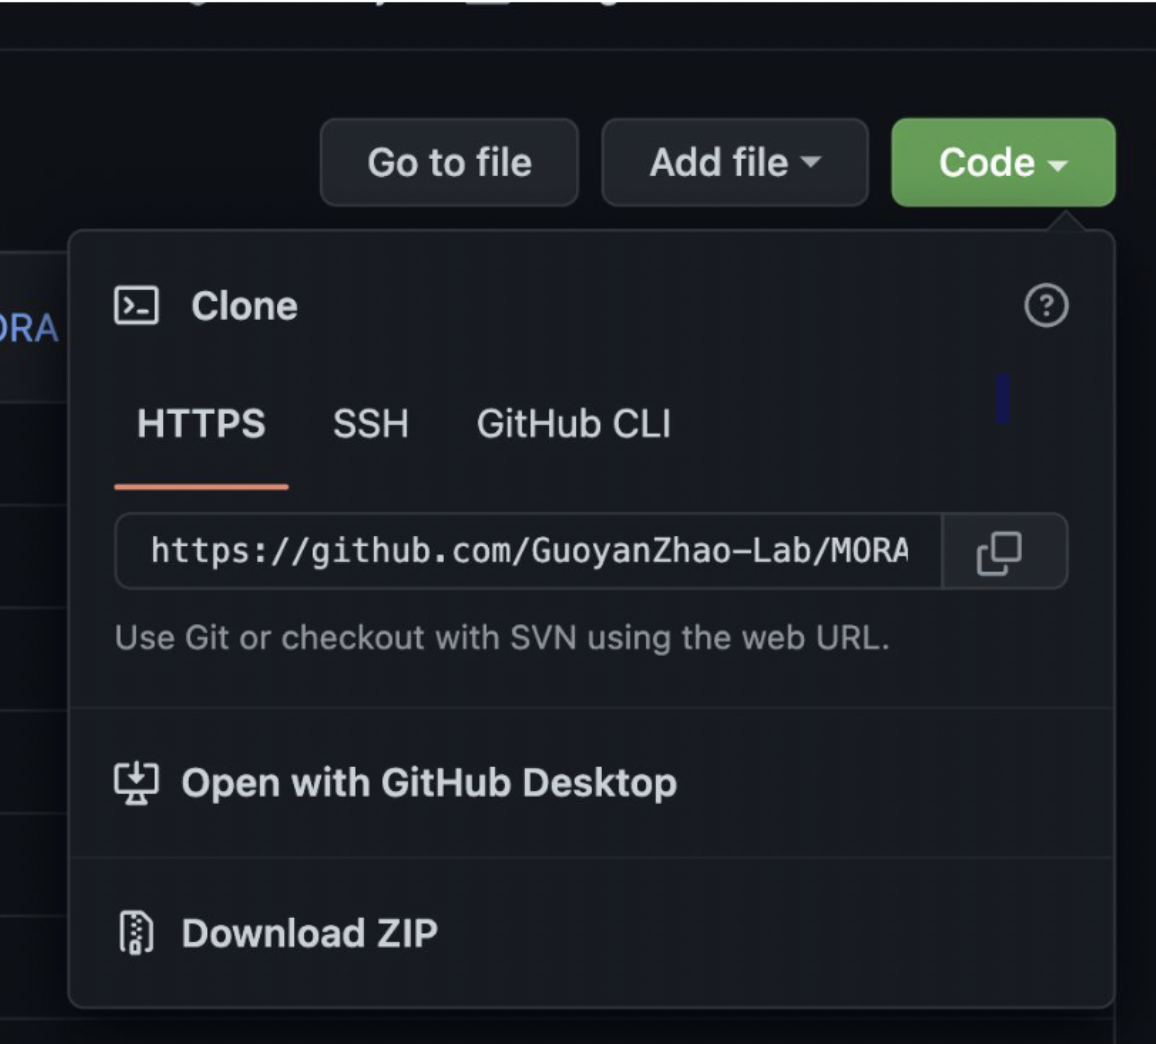 Go to file Add file Code
Clone
ORA
HTTPS SSH GitHub CLI
https://github.com/GuoyanZhao-Lab/MORA
Use Git or checkout with SVN using the web URL.
Open with GitHub Desktop
Download ZIP